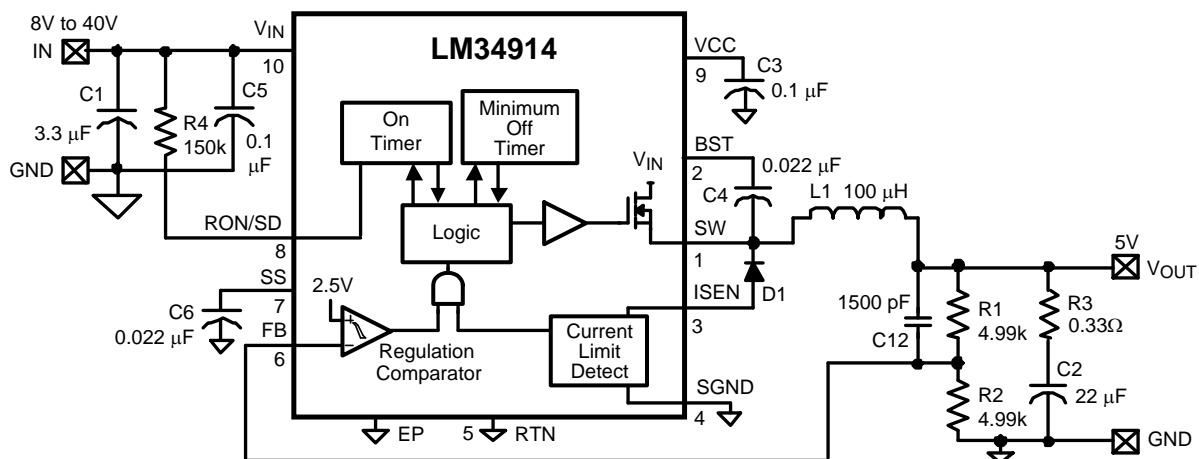 8V to 40V
IN
VIN
10
LM34914
VCC
9
C3
0.1 µF
C1
3.3 µF
R4
150k
C5
0.1
µF
GND
On
Timer
Minimum
Off
Timer
VIN
BST
2
0.022 µF
C4
L1 100 µH
RON/SD
8
Logic
SW
1
5V
VOUT
SS
7
C6
0.022 µF
FB
6
2.5V
+
−
Regulation
Comparator
Current
Limit
Detect
ISEN
3
D1
1500 pF
C12
R1
4.99k
R3
0.33Ω
R2
4.99k
C2
22 µF
SGND
4
GND
EP
5
RTN